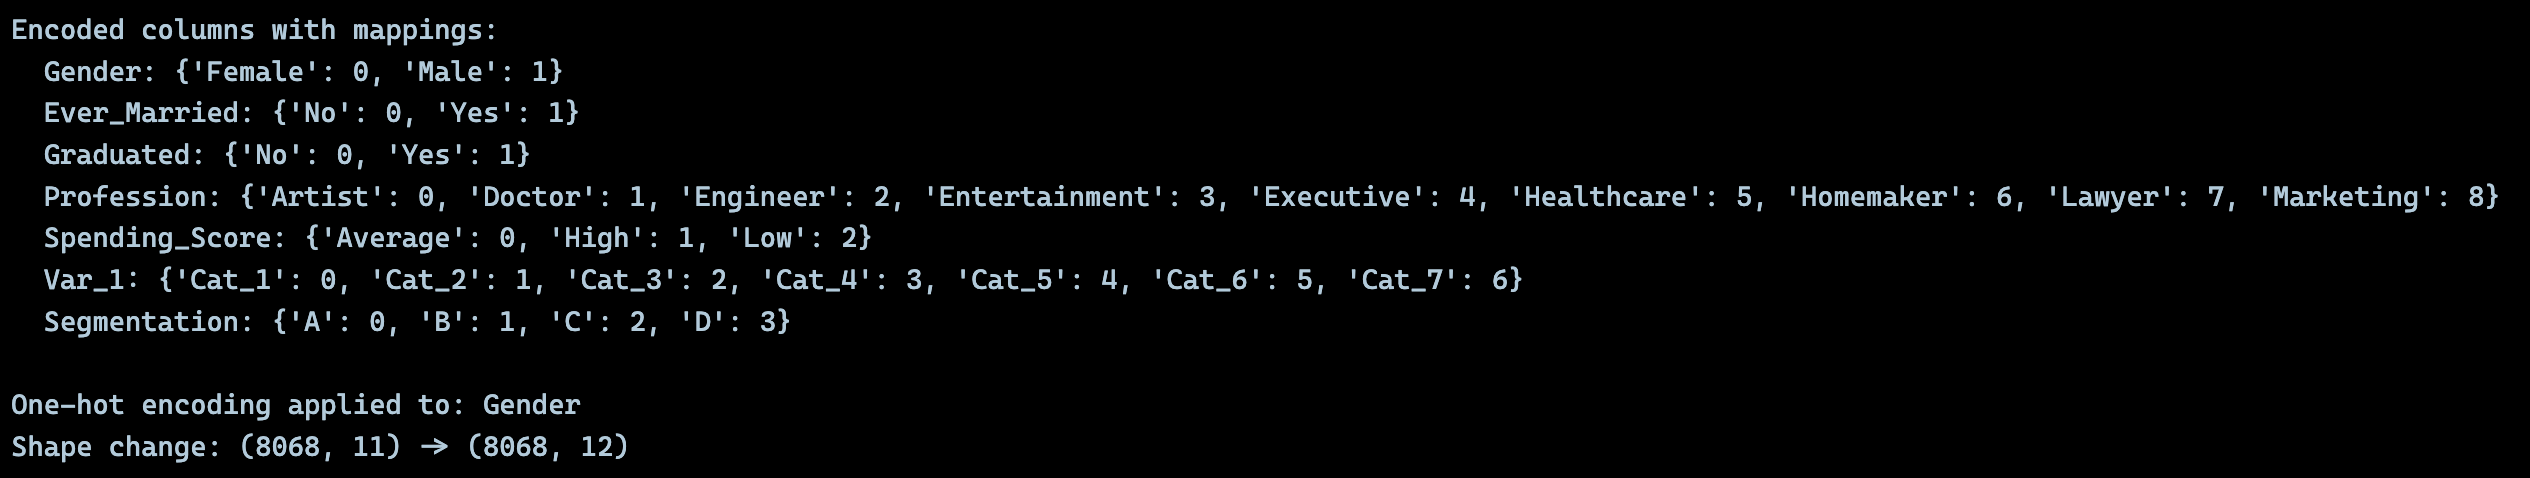 Encoded columns with mappings:
  Gender: {'Female': 0, 'Male': 1}
  Ever_Married: {'No': 0, 'Yes': 1}
  Graduated: {'No': 0, 'Yes': 1}
  Profession: {'Artist': 0, 'Doctor': 1, 'Engineer': 2, 'Entertainment': 3, 'Executive': 4, 'Healthcare': 5, 'Homemaker': 6, 'Lawyer': 7, 'Marketing': 8}
  Spending_Score: {'Average': 0, 'High': 1, 'Low': 2}
  Var_1: {'Cat_1': 0, 'Cat_2': 1, 'Cat_3': 2, 'Cat_4': 3, 'Cat_5': 4, 'Cat_6': 5, 'Cat_7': 6}
  Segmentation: {'A': 0, 'B': 1, 'C': 2, 'D': 3}

One-hot encoding applied to: Gender
Shape change: (8068, 11) → (8068, 12)